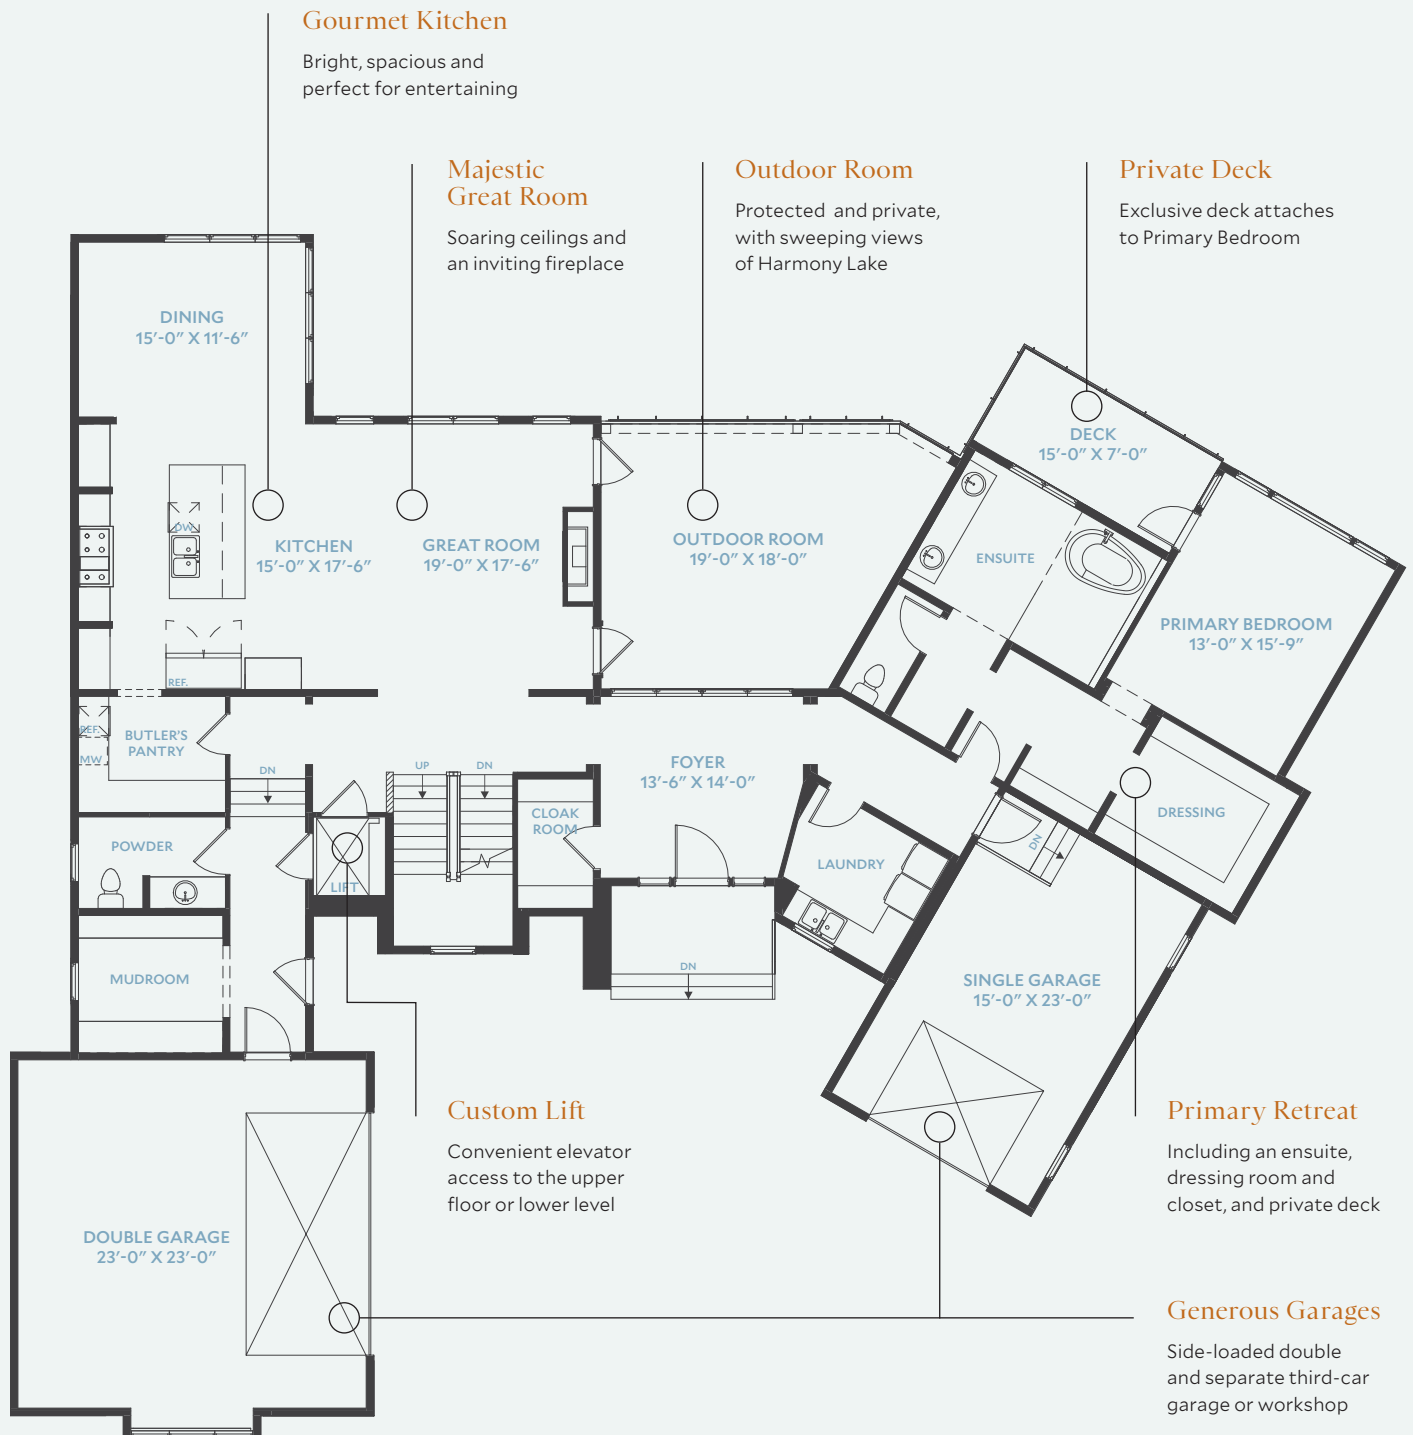 Gourmet Kitchen
Bright, spacious and
perfect for entertaining
Majestic
Great Room
Soaring ceilings and
an inviting fireplace
Outdoor Room
Protected and private,
with sweeping views
of Harmony Lake
Private Deck
Exclusive deck attaches
to Primary Bedroom
DINING
15'-0" X 11'-6"
DECK
15'-0" X 7'-0"
DW
KITCHEN
15'-0" X 17'-6"
GREAT ROOM
19'-0" X 17'-6"
OUTDOOR ROOM
19'-0" X 18'-0"
ENSUITE
PRIMARY BEDROOM
13'-0" X 15'-9"
REF.
REF.
MW
BUTLER'S
PANTRY
DN
UP
DN
FOYER
13'-6" X 14'-0"
CLOAK
ROOM
DRESSING
POWDER
LIFT
LAUNDRY
DN
MUDROOM
DN
SINGLE GARAGE
15'-0" X 23'-0"
Custom Lift
Convenient elevator
access to the upper
floor or lower level
Primary Retreat
Including an ensuite,
dressing room and
closet, and private deck
DOUBLE GARAGE
23'-0" X 23'-0"
Generous Garages
Side-loaded double
and separate third-car
garage or workshop